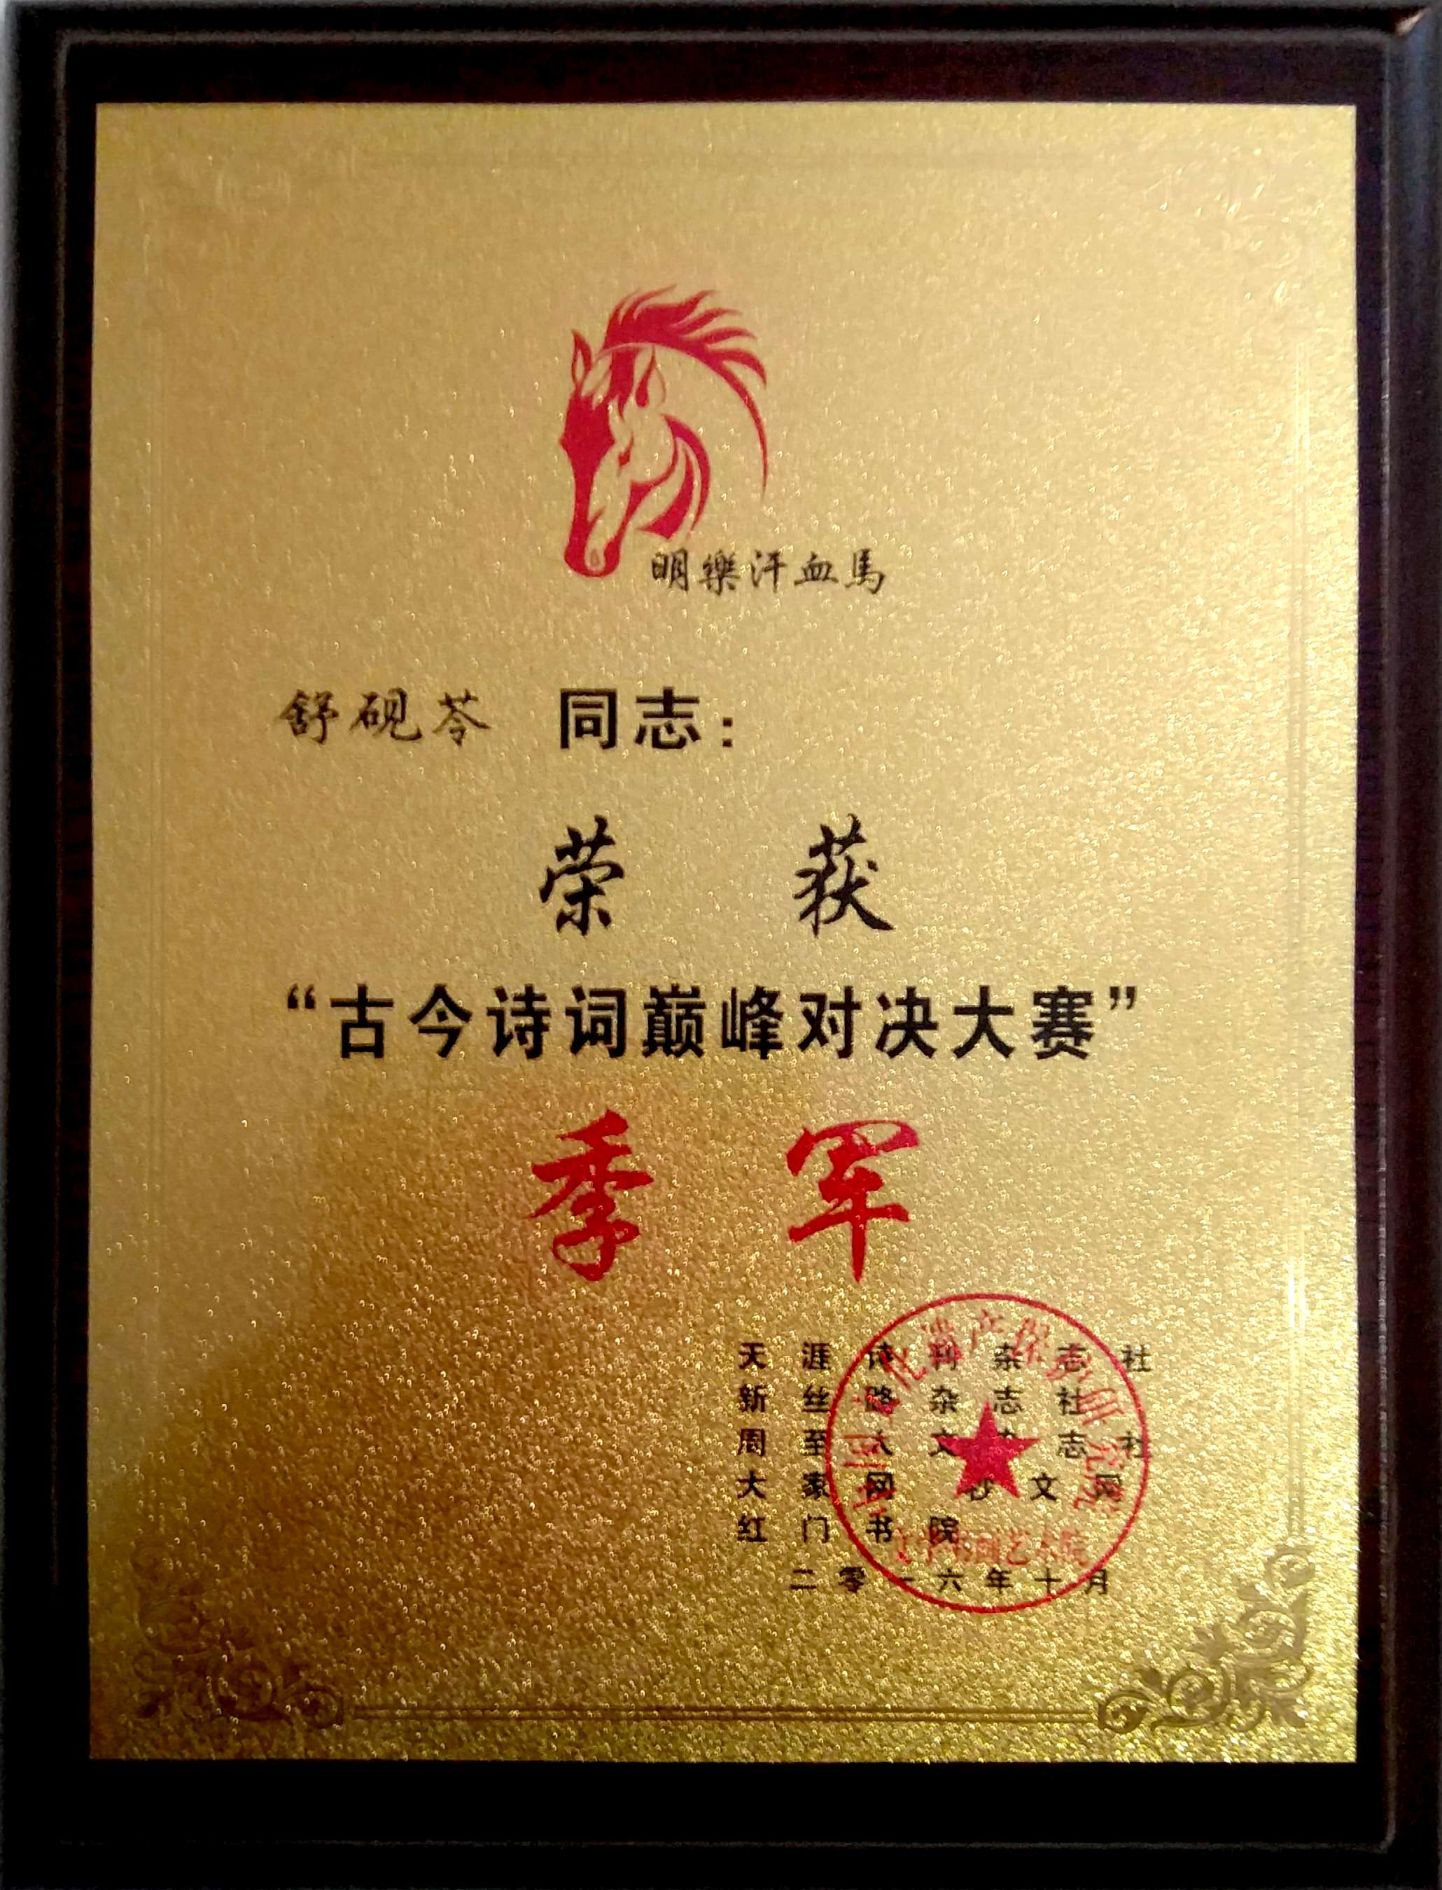 明樂汗血馬
舒砚苓 同志：
荣 获
“古今诗词巅峰对决大赛”
季 军
天涯诗刊杂志社
新丝路杂志社
周至人文杂志社
大家网 文网
红门书院
二零一六年十月
艺术院